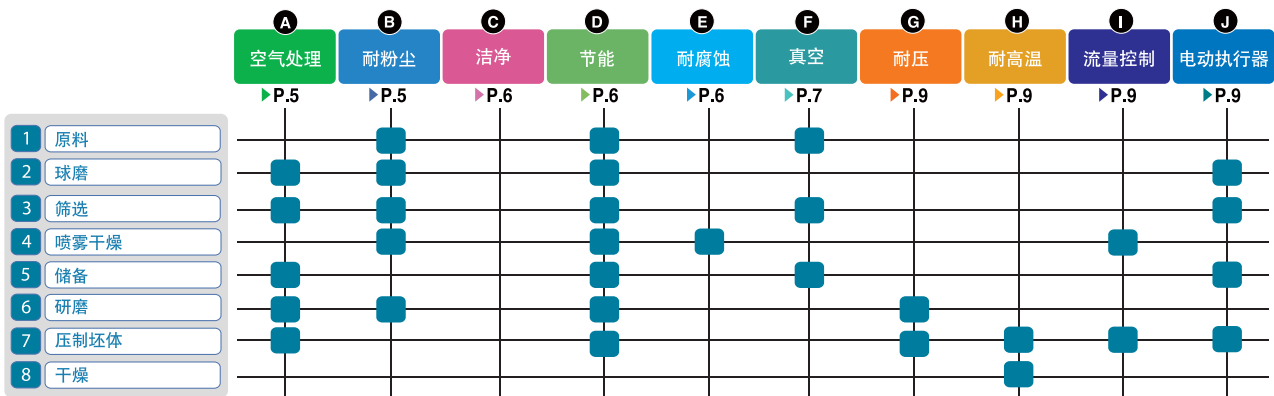 A B C D E F G H I J
空气处理 耐粉尘 洁净 节能 耐腐蚀 真空 耐压 耐高温 流量控制 电动执行器
P.5 P.5 P.6 P.6 P.6 P.7 P.9 P.9 P.9 P.9
1 原料
2 球磨
3 筛选
4 喷雾干燥
5 储备
6 研磨
7 压制坯体
8 干燥